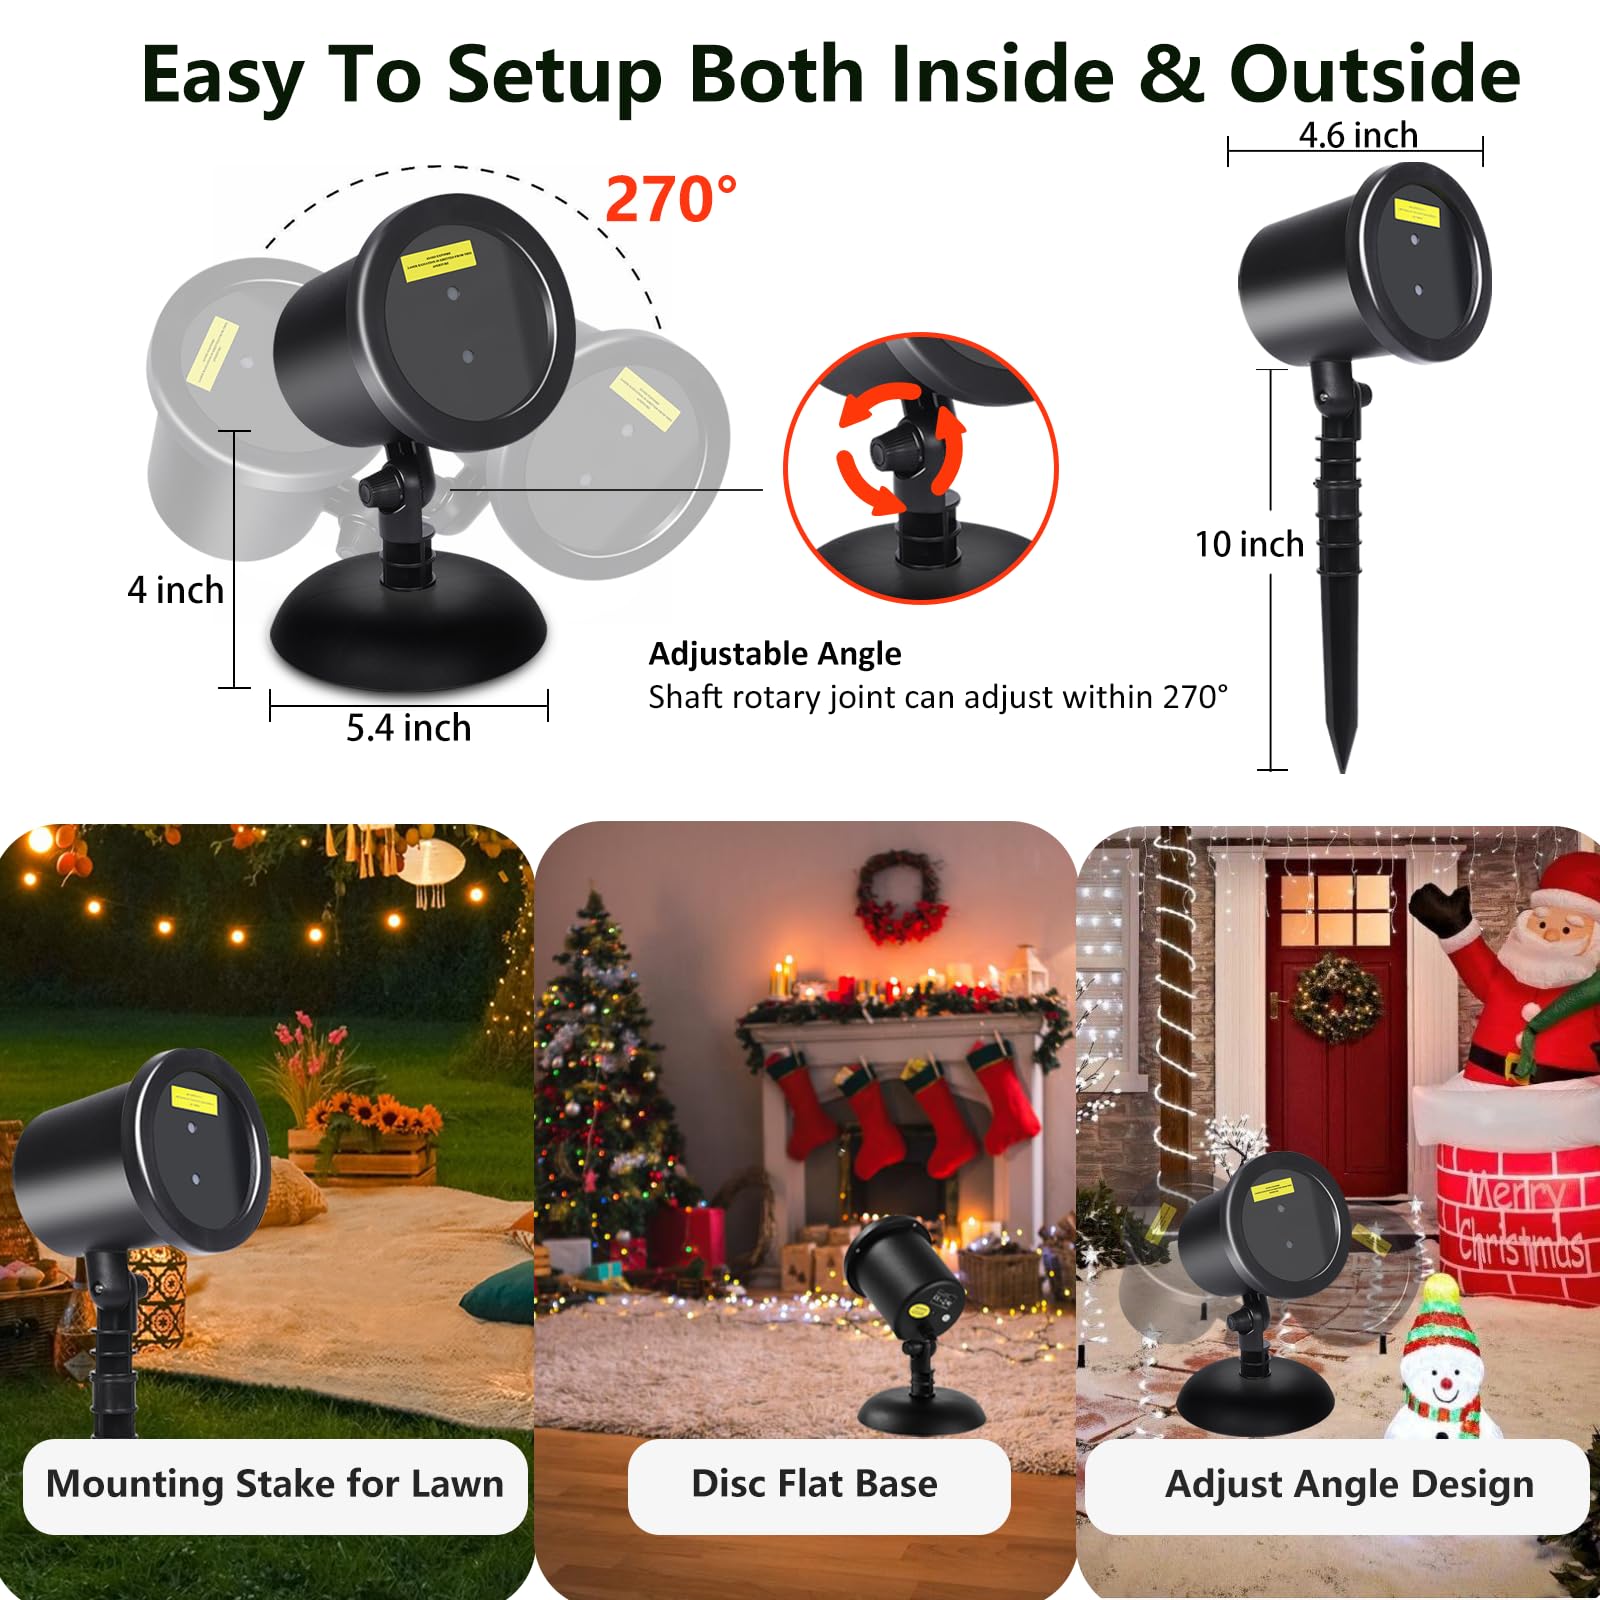 Easy To Setup Both Inside & Outside
270°
4.6 inch
4 inch
5.4 inch
10 inch
Adjustable Angle
Shaft rotary joint can adjust within 270°
Merry
Christmas
Mounting Stake for Lawn
Disc Flat Base
Adjust Angle Design